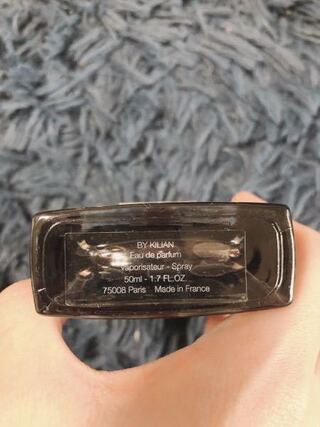 BY KILIAN
Eau de parfum
vaporisateur - Spray
50ml - 1.7 FL.OZ
75008 Paris Made in France